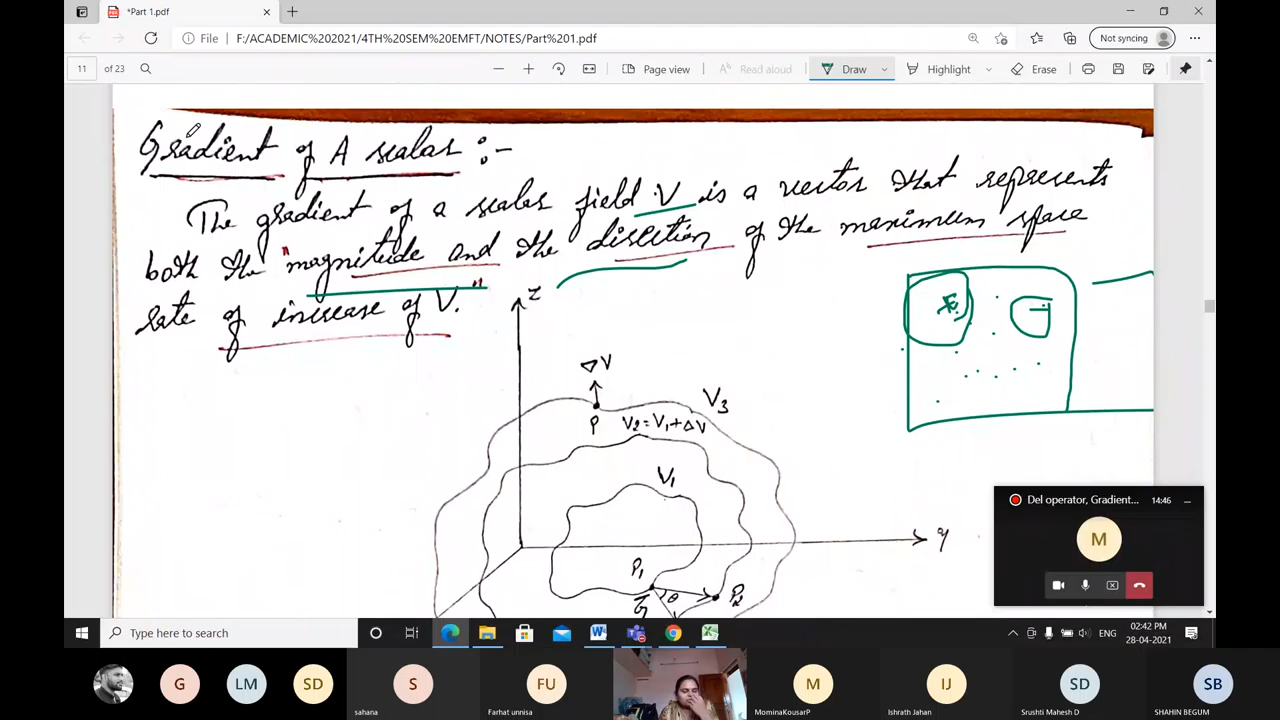 *Part 1.pdf
File
F:/ACADEMIC%202021/4TH%20SEM%20EMFT/NOTES/Part%201.pdf
Not syncing
11 of 23
Page view
Read aloud
Draw
Highlight
Erase
Gradient of A scalar :-
The gradient of a scalar field V is a vector that represents
both the "magnitude and the direction of the maximum space
rate of increase of V."
Z
E
∇V
P
V3
V2=V1+ΔV
V1
y
P1
θ
P2
G
Del operator, Gradient...
14:46
M
Type here to search
ENG
02:42 PM
28-04-2021
G
LM
SD
S
sahana
FU
Farhat unnisa
M
MominaKousarP
IJ
Ishrath Jahan
SD
Srushti Mahesh D
SB
SHAHIN BEGUM